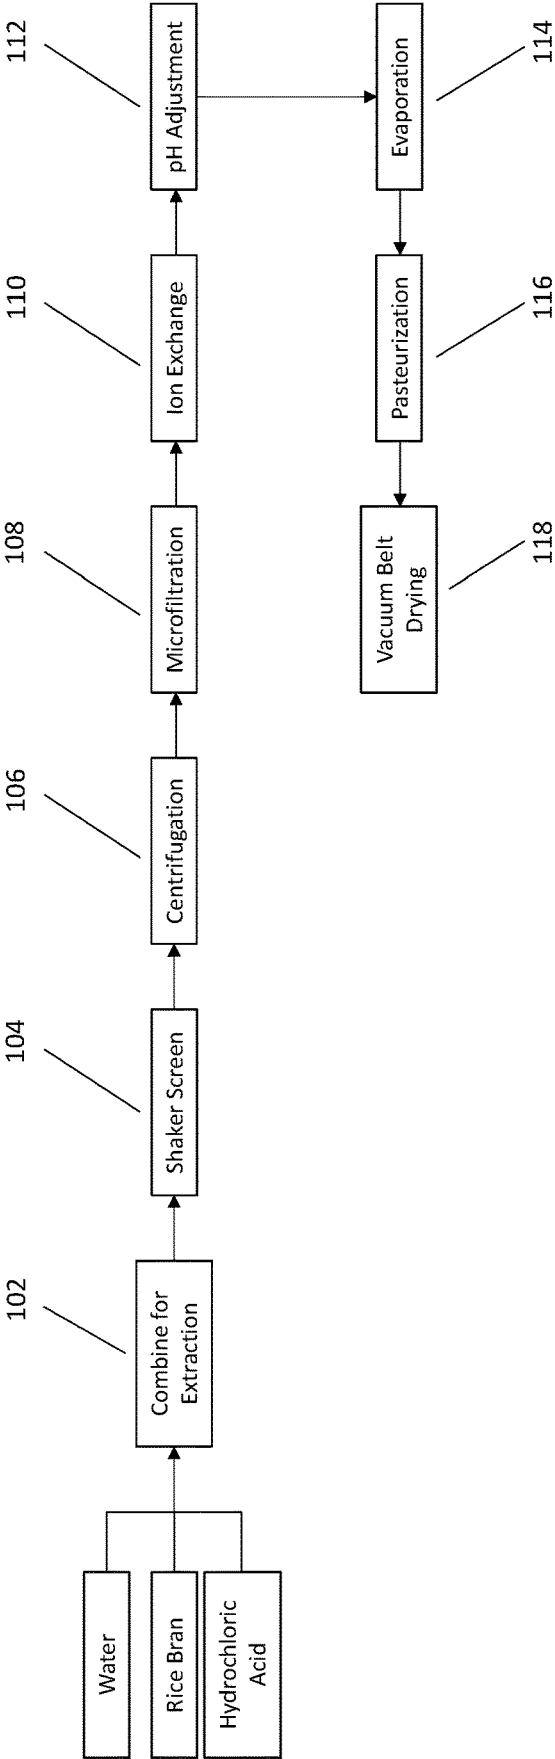 Water
Rice Bran
Hydrochloric
Acid
102
Combine for
Extraction
104
Shaker Screen
106
Centrifugation
108
Microfiltration
110
Ion Exchange
112
pH Adjustment
114
Evaporation
116
Pasteurization
118
Vacuum Belt
Drying